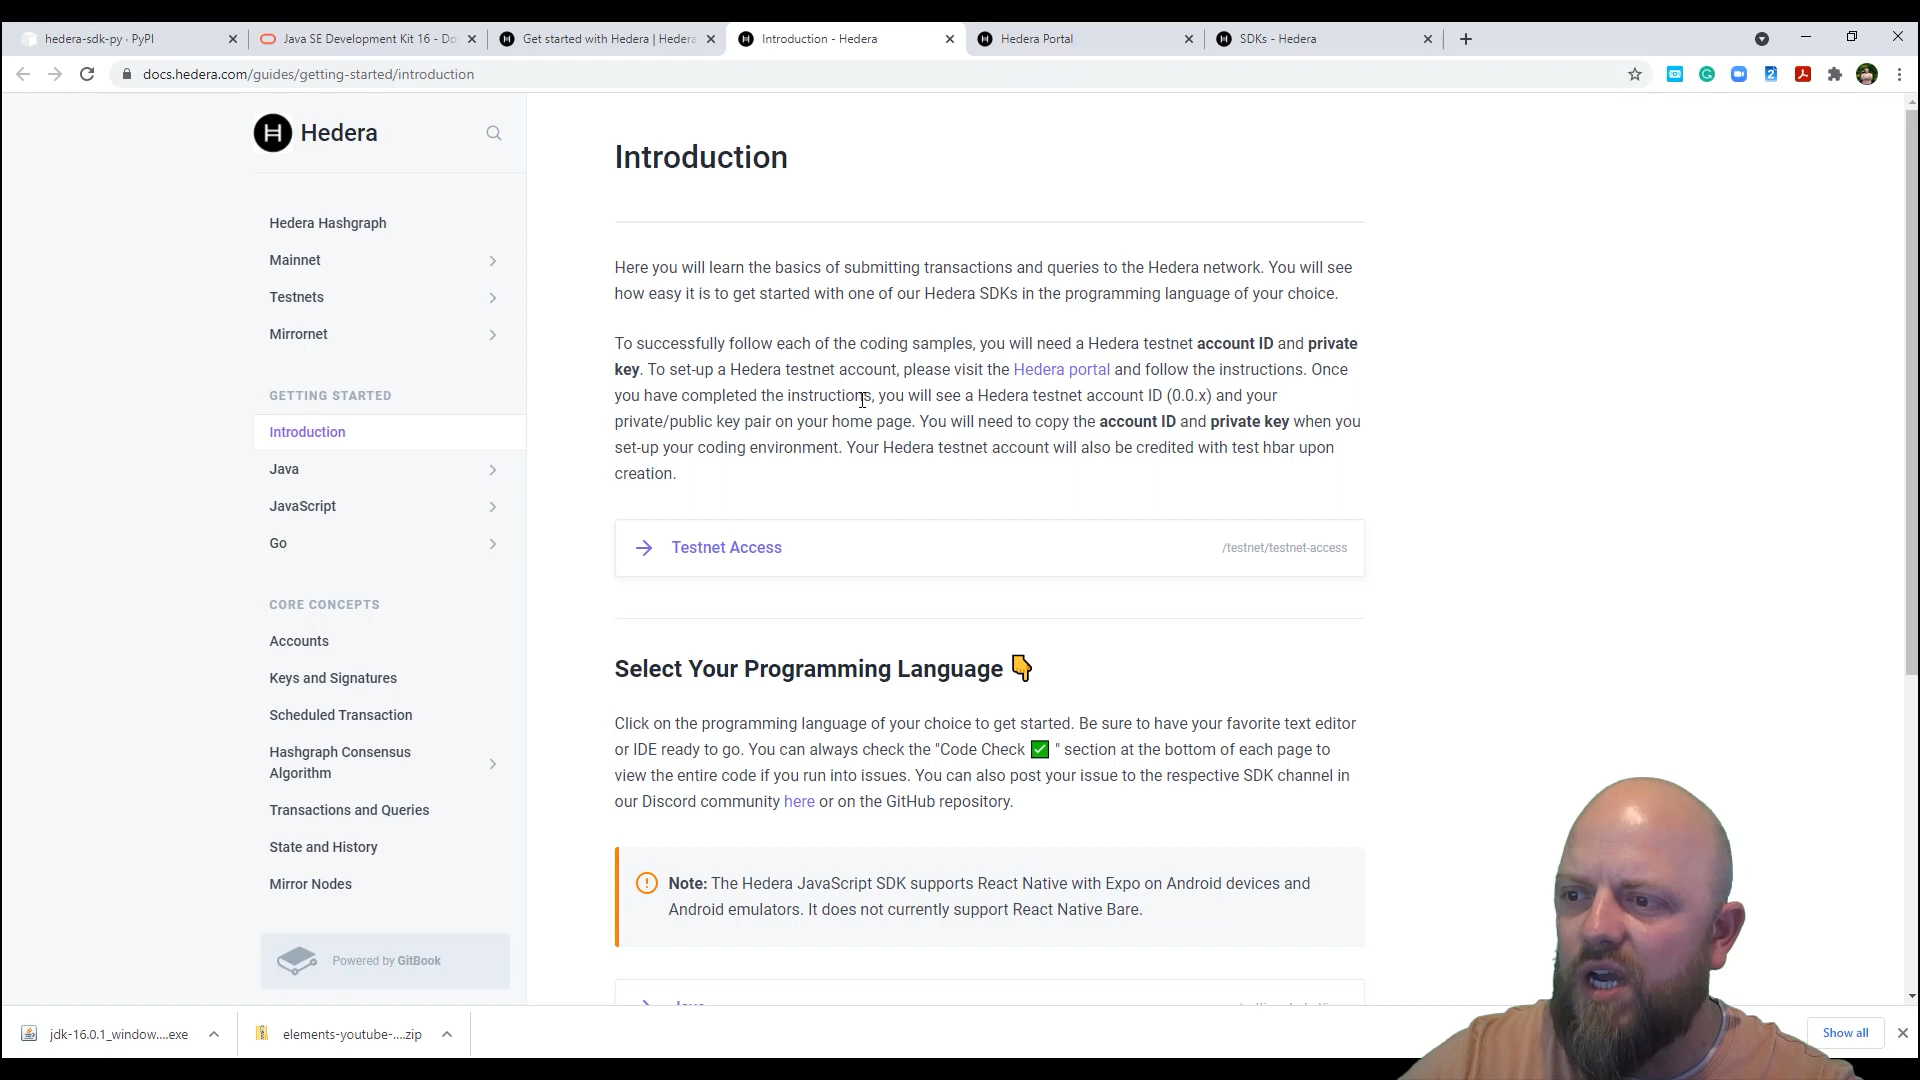 hedera-sdk-py · PyPI
Java SE Development Kit 16 - Do
Get started with Hedera | Hedera
Introduction - Hedera
Hedera Portal
SDKs - Hedera
docs.hedera.com/guides/getting-started/introduction
Hedera
Hedera Hashgraph
Mainnet
Testnets
Mirrornet
GETTING STARTED
Introduction
Java
JavaScript
Go
CORE CONCEPTS
Accounts
Keys and Signatures
Scheduled Transaction
Hashgraph Consensus
Algorithm
Transactions and Queries
State and History
Mirror Nodes
Powered by GitBook
Introduction
Here you will learn the basics of submitting transactions and queries to the Hedera network. You will see
how easy it is to get started with one of our Hedera SDKs in the programming language of your choice.
To successfully follow each of the coding samples, you will need a Hedera testnet account ID and private
key. To set-up a Hedera testnet account, please visit the Hedera portal and follow the instructions. Once
you have completed the instructions, you will see a Hedera testnet account ID (0.0.x) and your
private/public key pair on your home page. You will need to copy the account ID and private key when you
set-up your coding environment. Your Hedera testnet account will also be credited with test hbar upon
creation.
Testnet Access
/testnet/testnet-access
Select Your Programming Language 👇
Click on the programming language of your choice to get started. Be sure to have your favorite text editor
or IDE ready to go. You can always check the "Code Check ✅ " section at the bottom of each page to
view the entire code if you run into issues. You can also post your issue to the respective SDK channel in
our Discord community here or on the GitHub repository.
Note: The Hedera JavaScript SDK supports React Native with Expo on Android devices and
Android emulators. It does not currently support React Native Bare.
Java
jdk-16.0.1_window....exe
elements-youtube-....zip
Show all